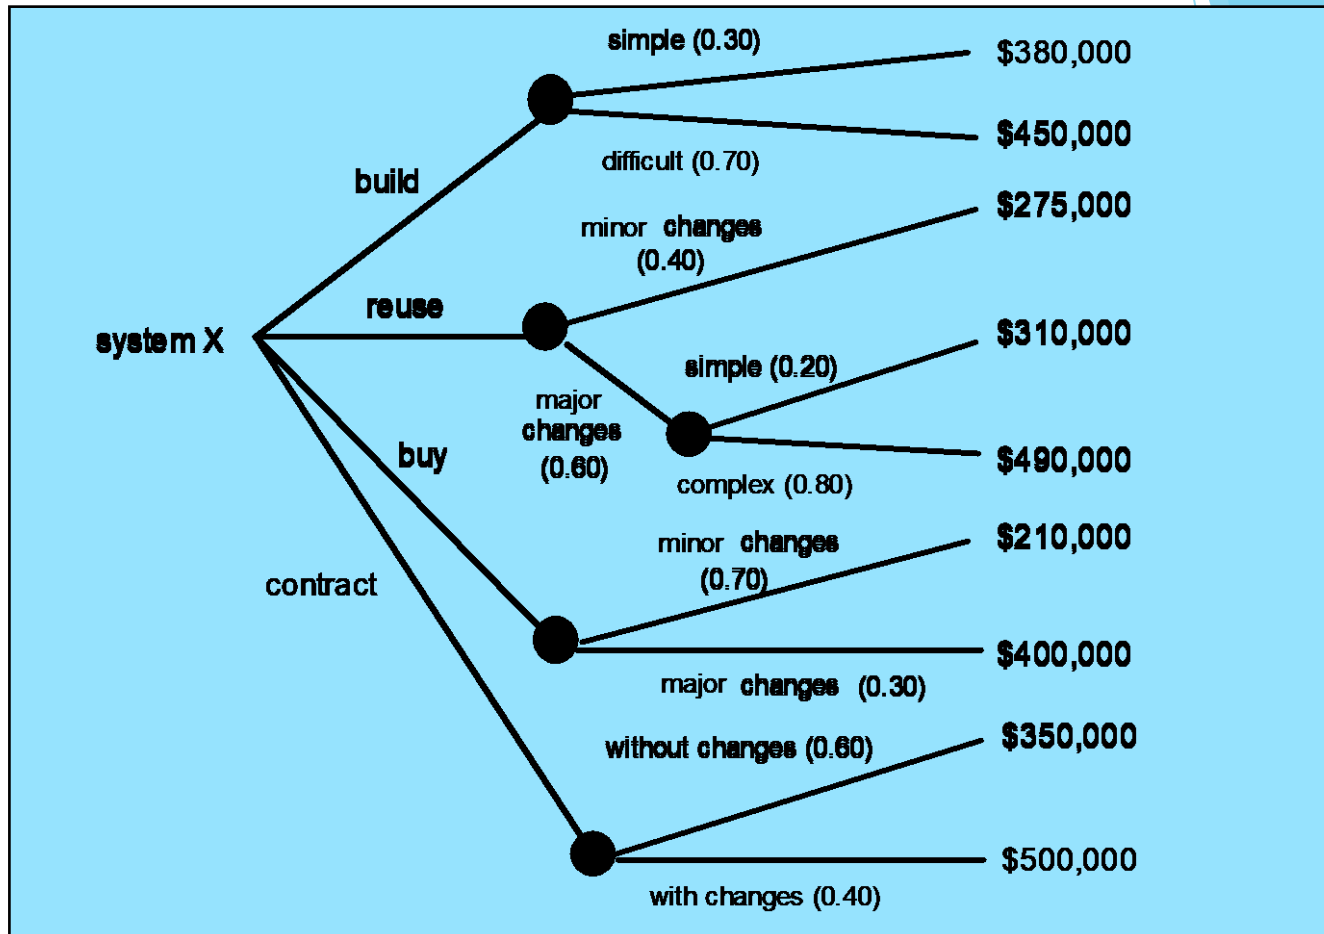 simple (0.30)
$380,000
$450,000
difficult (0.70)
build
$275,000
minor changes
(0.40)
reuse
system X
$310,000
simple (0.20)
major
changes
(0.60)
buy
$490,000
complex (0.80)
$210,000
minor changes
(0.70)
contract
$400,000
major changes (0.30)
$350,000
without changes (0.60)
$500,000
with changes (0.40)